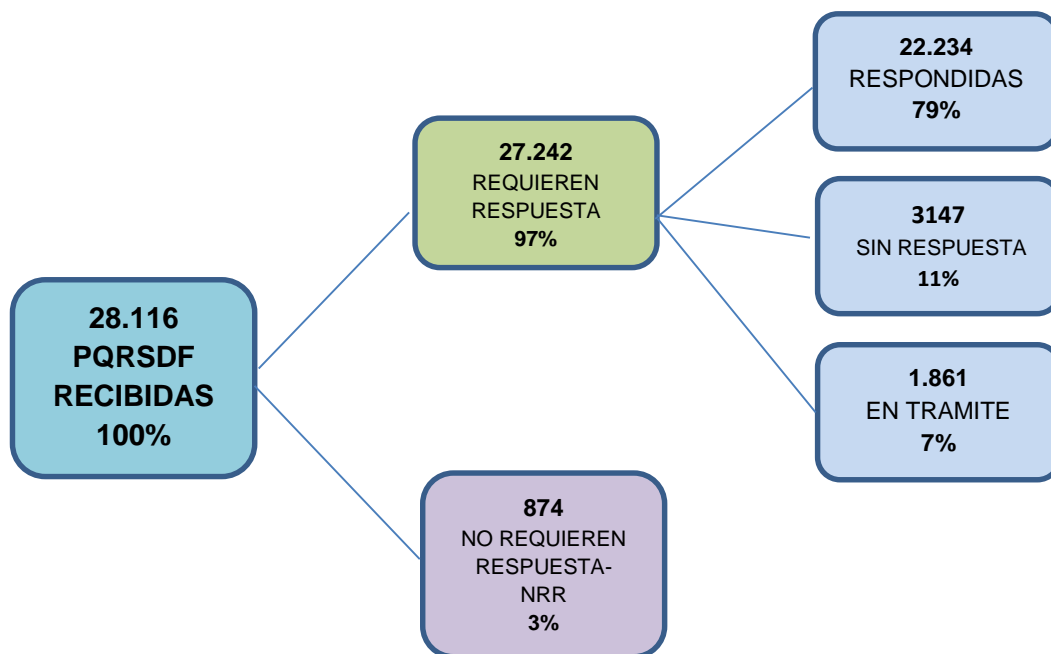 28.116
PQRSDF
RECIBIDAS
100%
27.242
REQUIEREN
RESPUESTA
97%
874
NO REQUIEREN
RESPUESTA-
NRR
3%
22.234
RESPONDIDAS
79%
3147
SIN RESPUESTA
11%
1.861
EN TRAMITE
7%